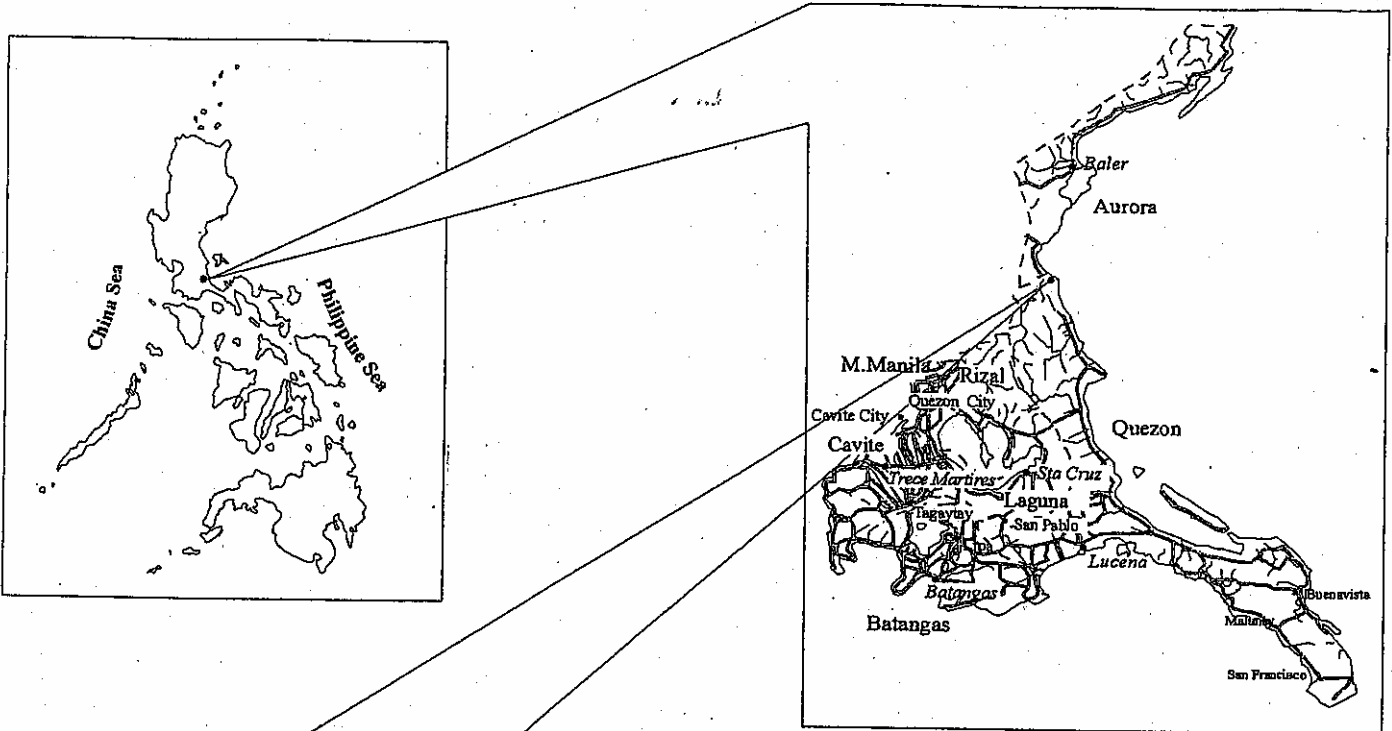 China Sea
Philippine Sea
Baler
Aurora
M.Manila
Rizal
Quezon City
Cavite City
Quezon
Cavite
Trece Martires
Sta Cruz
Laguna
Tagaytay
San Pablo
Lucena
Batangas
Buenavista
Batangas
San Francisco